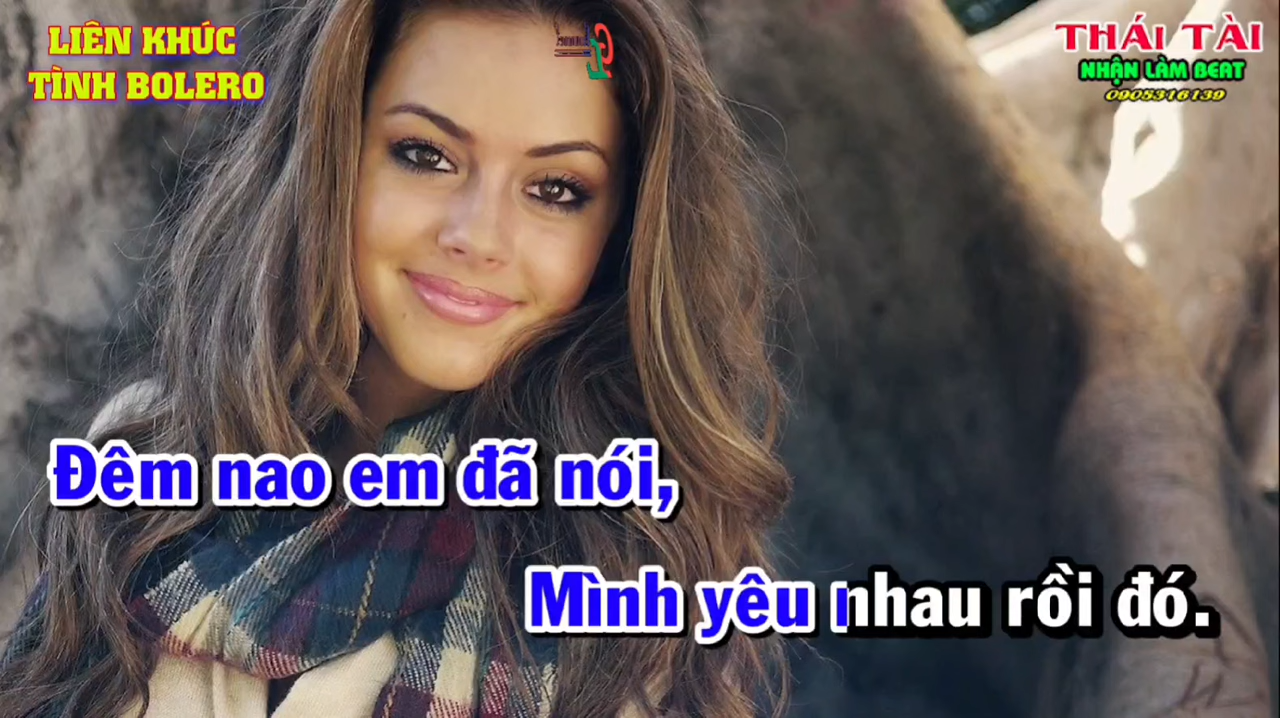 LIÊN KHÚC
TÌNH BOLERO
THÁI TÀI
NHẬN LÀM BEAT
0908316139
Đêm nao em đã nói,
Mình yêu nhau rồi đó.